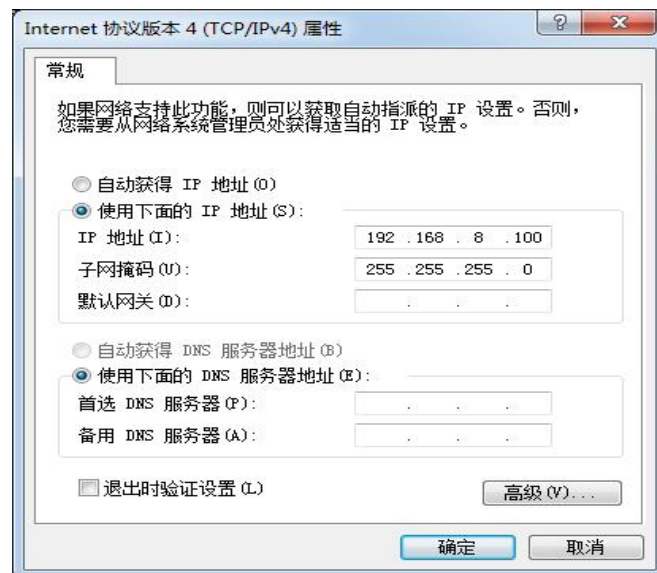 Internet 协议版本 4 (TCP/IPv4) 属性
常规
如果网络支持此功能，则可以获取自动指派的 IP 设置。否则，
您需要从网络系统管理员处获得适当的 IP 设置。
自动获得 IP 地址(O)
使用下面的 IP 地址(S):
IP 地址(I): 192 .168 . 8 .100
子网掩码(U): 255 .255 .255 . 0
默认网关(D): . . .
自动获得 DNS 服务器地址(B)
使用下面的 DNS 服务器地址(E):
首选 DNS 服务器(P): . . .
备用 DNS 服务器(A): . . .
退出时验证设置(L)
高级(V)...
确定 取消